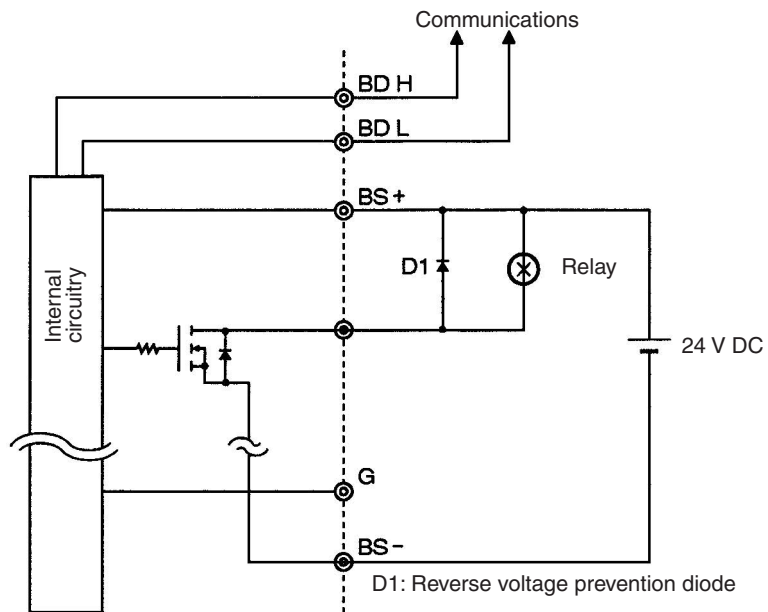 Communications
BD H
BD L
BS+
D1
Relay
Internal
circuitry
24 V DC
G
BS-
D1: Reverse voltage prevention diode